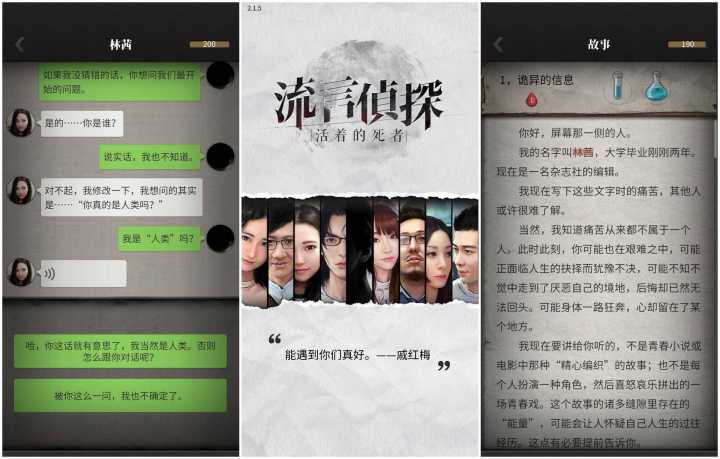 林茜
200
如果我没猜错的话，你想问我们最开
始的问题。
是的……你是谁？
说实话，我也不知道。
对不起，我修改一下，我想问的其实
是……“你真的是人类吗？”
我是“人类”吗？
哈，你这话就有意思了，我当然是人类。否则
怎么跟你对话呢？
被你这么一问，我也不确定了。
2.1.5
流言侦探
活着的死者
“
能遇到你们真好。——戚红梅
”
故事
190
1，诡异的信息
你好，屏幕那一侧的人。
我的名字叫林茜，大学毕业刚刚两年。
现在是一名杂志社的编辑。
我现在写下这些文字时的痛苦，其他人
或许很难了解。
当然，我知道痛苦从来都不属于一个
人。此时此刻，你可能也在艰难之中，可能
正面临人生的抉择而犹豫不决，可能不知不
觉中走到了厌恶自己的境地，后悔却已然无
法回头。可能身体一路狂奔，心却留在了某
个地方。
我现在要讲给你听的，不是青春小说或
电影中那种“精心编织”的故事；也不是每
个人扮演一种角色，然后喜怒哀乐拼出的一
场青春戏。这个故事的诸多缝隙里存在的
“能量”，可能会让人怀疑自己人生的过往
经历。这点有必要提前告诉你。